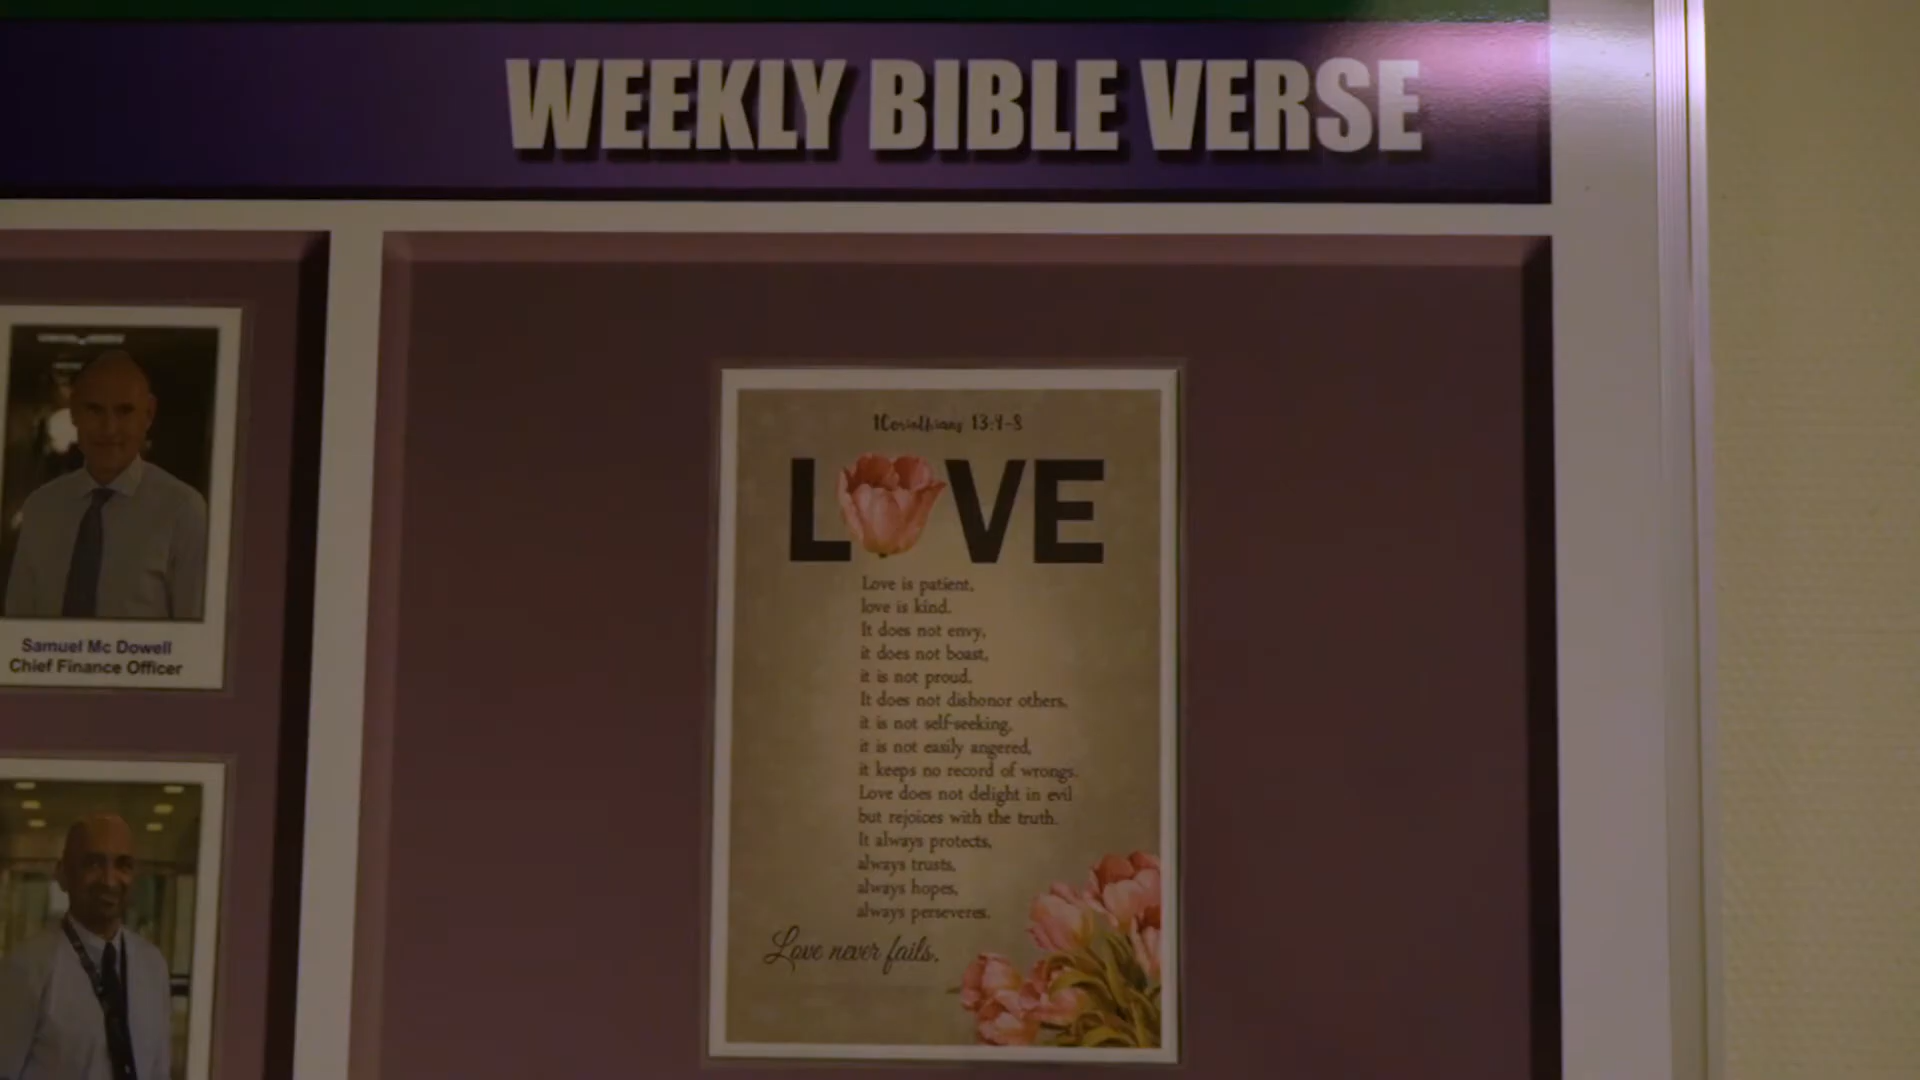 WEEKLY BIBLE VERSE
Samuel Mc Dowell
Chief Finance Officer
1Corinthians 13:4-8
LOVE
Love is patient,
love is kind.
It does not envy,
it does not boast,
it is not proud.
It does not dishonor others,
it is not self-seeking,
it is not easily angered,
it keeps no record of wrongs.
Love does not delight in evil
but rejoices with the truth.
It always protects,
always trusts,
always hopes,
always perseveres.
Love never fails.